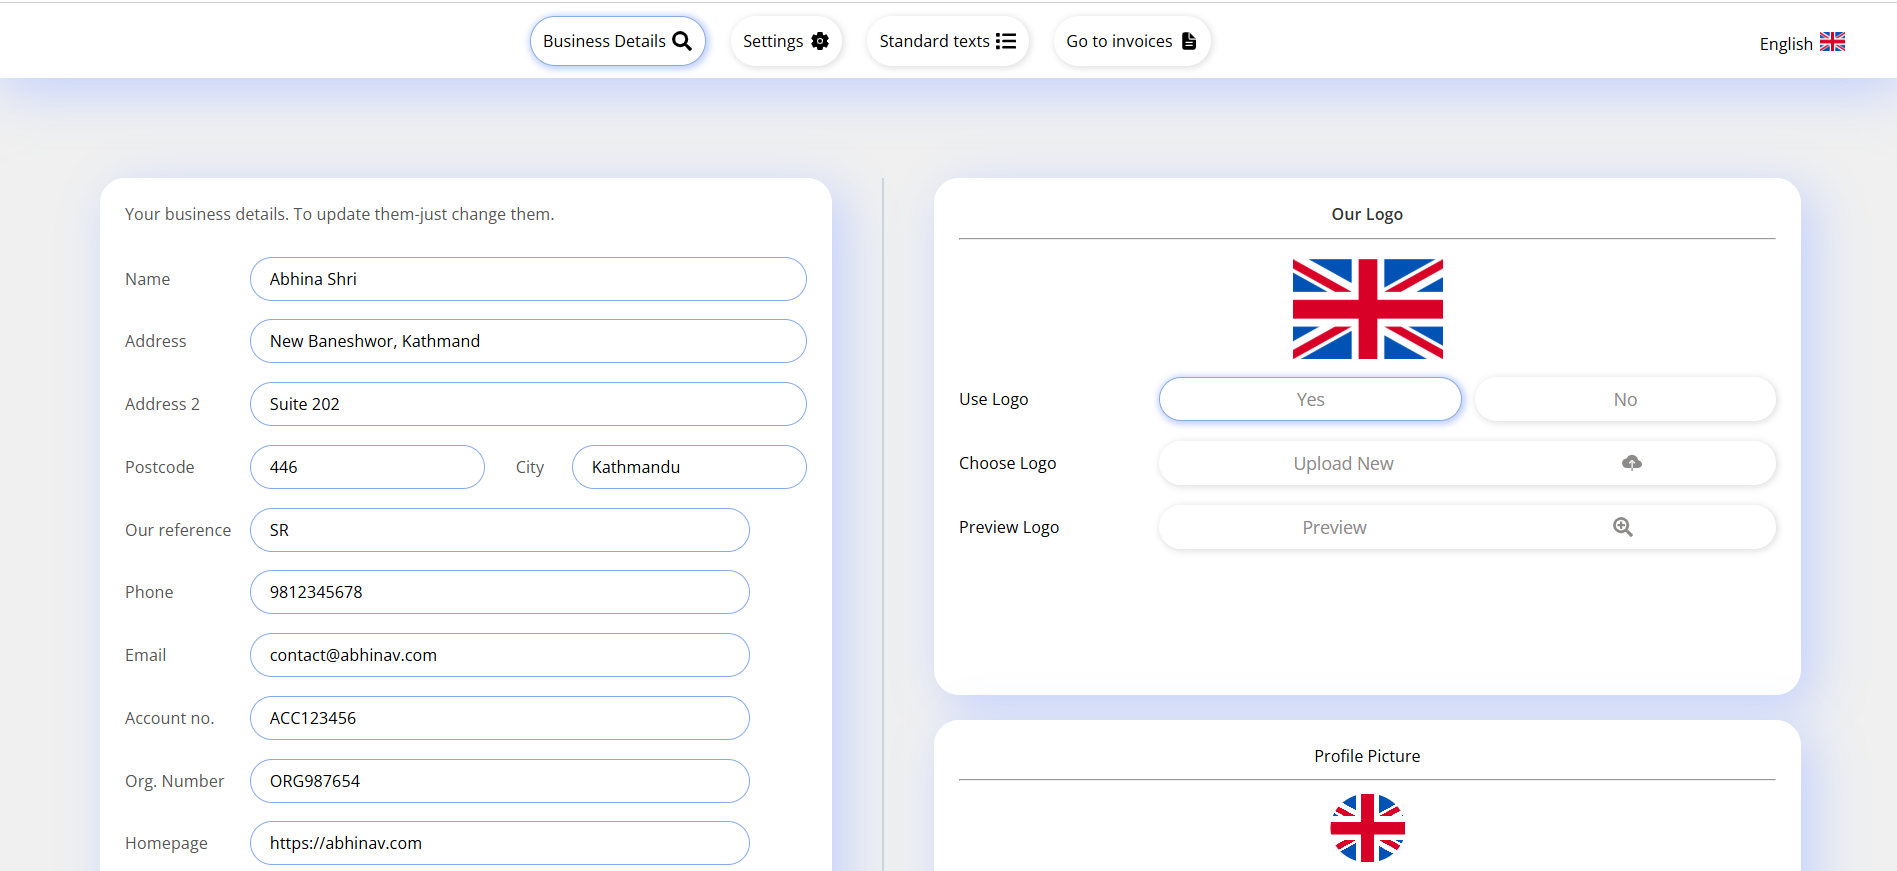 Business Details
Settings
Standard texts
Go to invoices
English
Your business details. To update them-just change them.
Name Abhina Shri
Address New Baneshwor, Kathmand
Address 2 Suite 202
Postcode 446 City Kathmandu
Our reference SR
Phone 9812345678
Email contact@abhinav.com
Account no. ACC123456
Org. Number ORG987654
Homepage https://abhinav.com
Our Logo
Use Logo Yes No
Choose Logo Upload New
Preview Logo Preview
Profile Picture